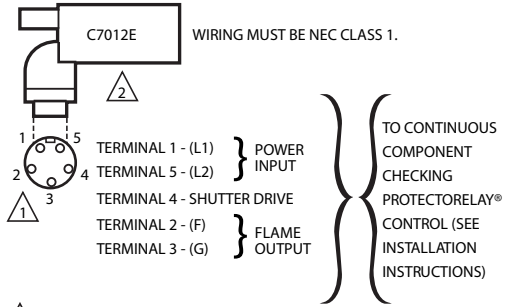 C7012E
WIRING MUST BE NEC CLASS 1.
2
1 5
2 4
3
1
TERMINAL 1 - (L1)
TERMINAL 5 - (L2)
POWER
INPUT
TERMINAL 4 - SHUTTER DRIVE
TERMINAL 2 - (F)
TERMINAL 3 - (G)
FLAME
OUTPUT
TO CONTINUOUS
COMPONENT
CHECKING
PROTECTORELAY®
CONTROL (SEE
INSTALLATION
INSTRUCTIONS)